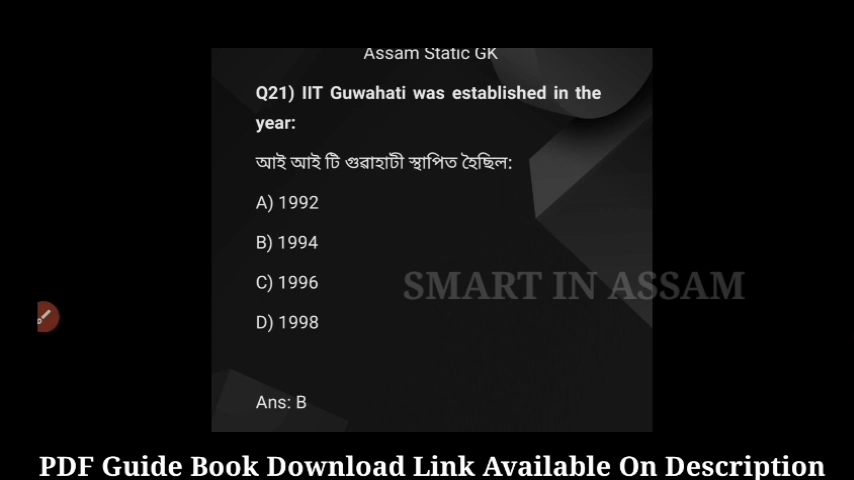 Assam Static GK
Q21) IIT Guwahati was established in the
year:
আই আই টি গুৱাহাটী স্থাপিত হৈছিল:
A) 1992
B) 1994
C) 1996
SMART IN ASSAM
D) 1998
Ans: B
PDF Guide Book Download Link Available On Description